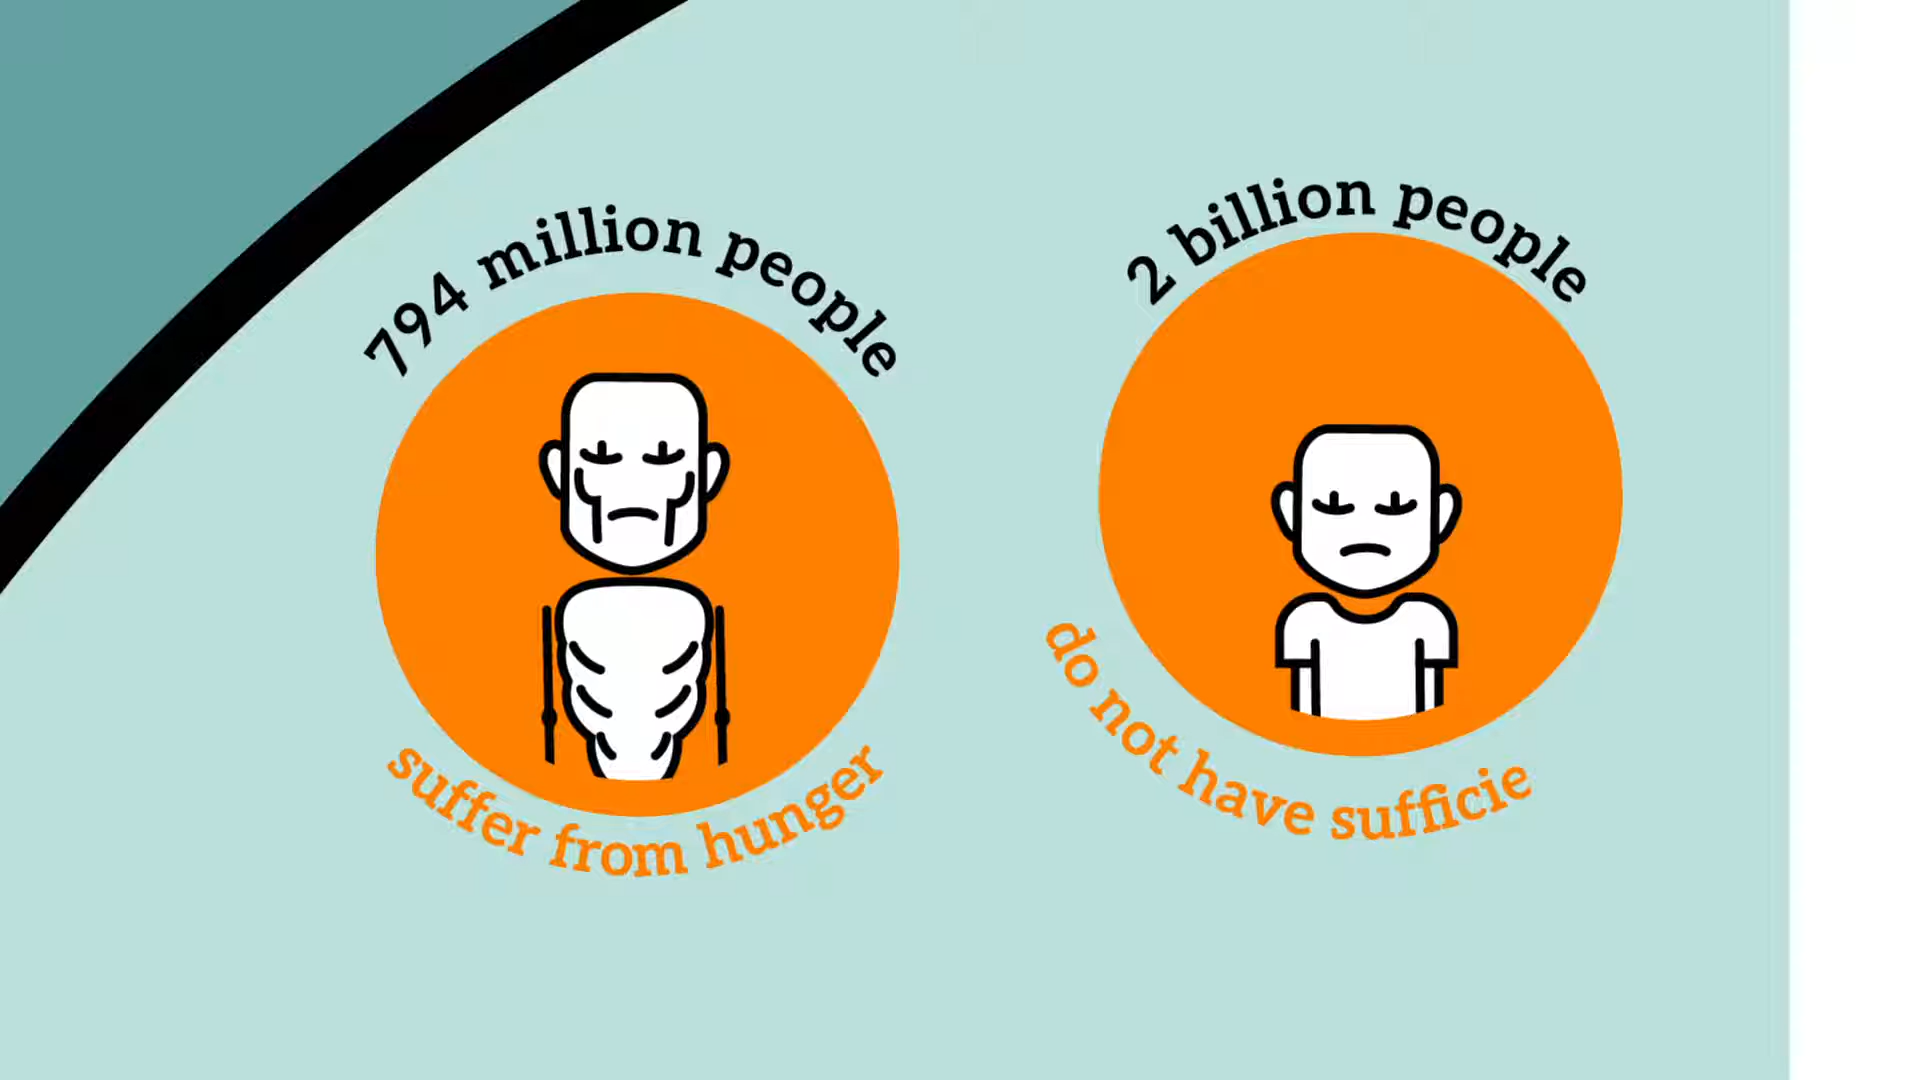 794 million people
suffer from hunger
2 billion people
do not have sufficie